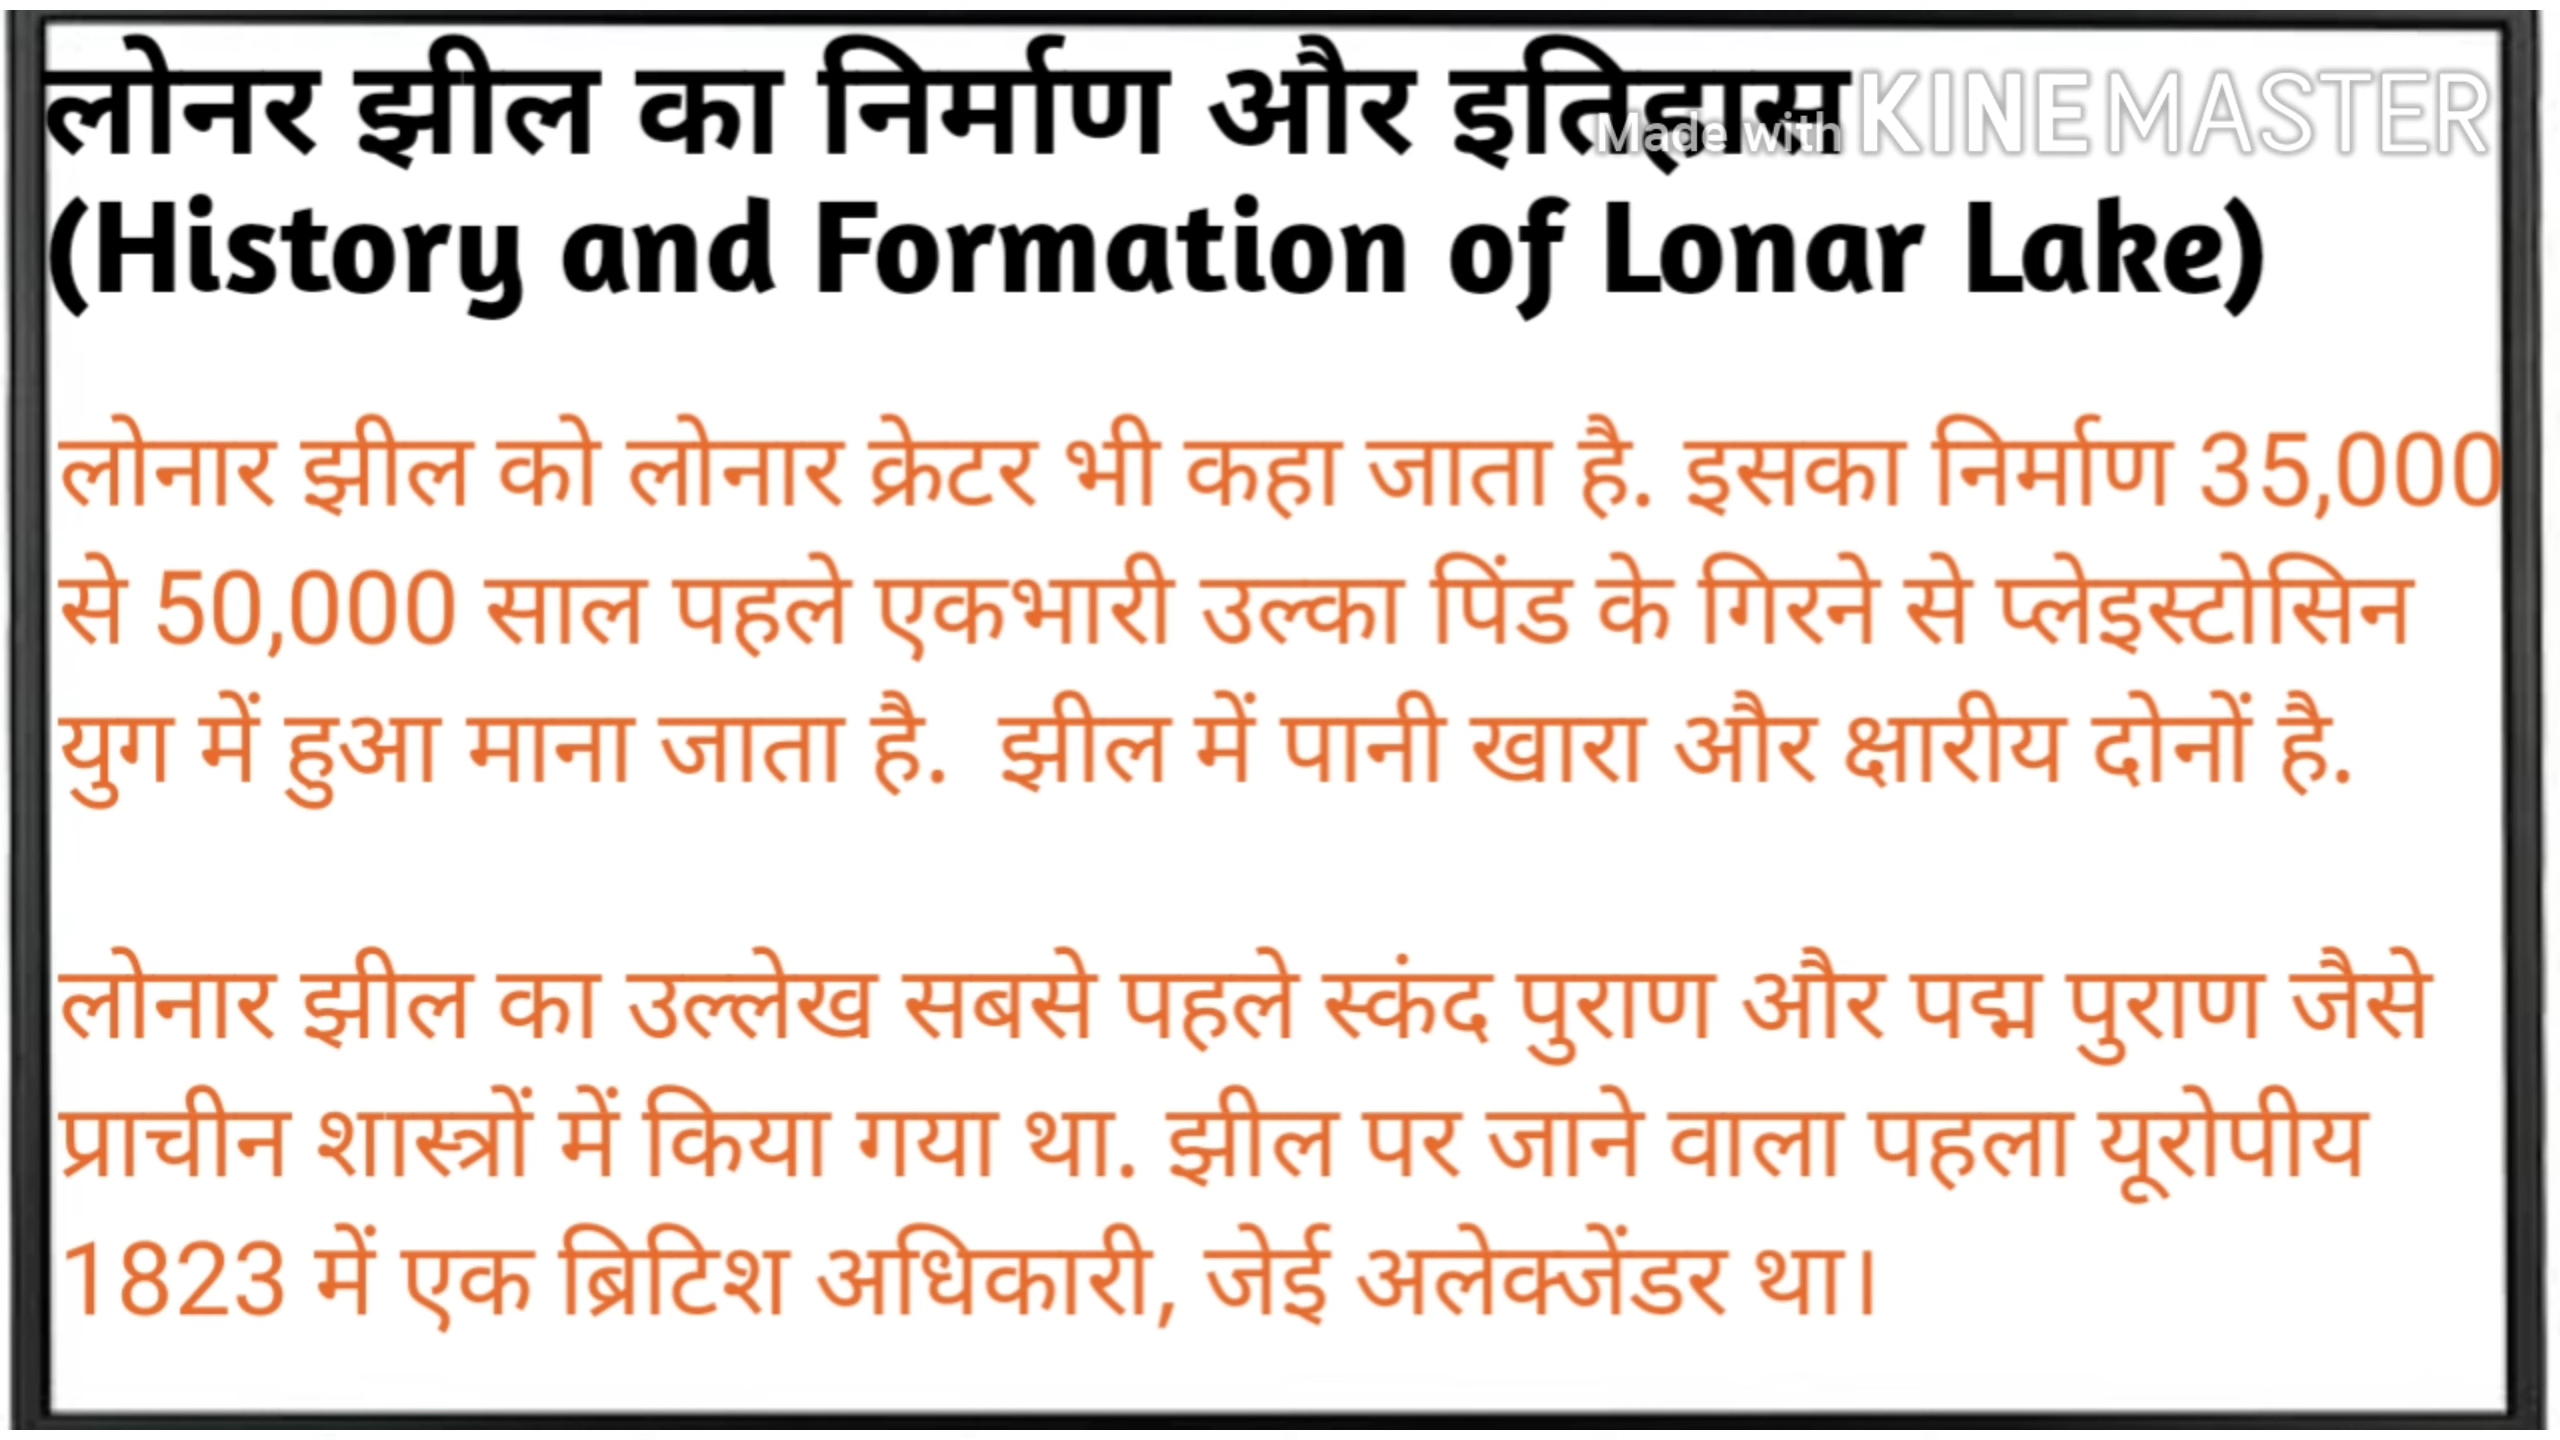 लोनर झील का निर्माण और इतिहास
Made with KINEMASTER
(History and Formation of Lonar Lake)
लोनार झील को लोनार क्रेटर भी कहा जाता है. इसका निर्माण 35,000
से 50,000 साल पहले एकभारी उल्का पिंड के गिरने से प्लेइस्टोसिन
युग में हुआ माना जाता है. झील में पानी खारा और क्षारीय दोनों है.
लोनार झील का उल्लेख सबसे पहले स्कंद पुराण और पद्म पुराण जैसे
प्राचीन शास्त्रों में किया गया था. झील पर जाने वाला पहला यूरोपीय
1823 में एक ब्रिटिश अधिकारी, जेई अलेक्जेंडर था।